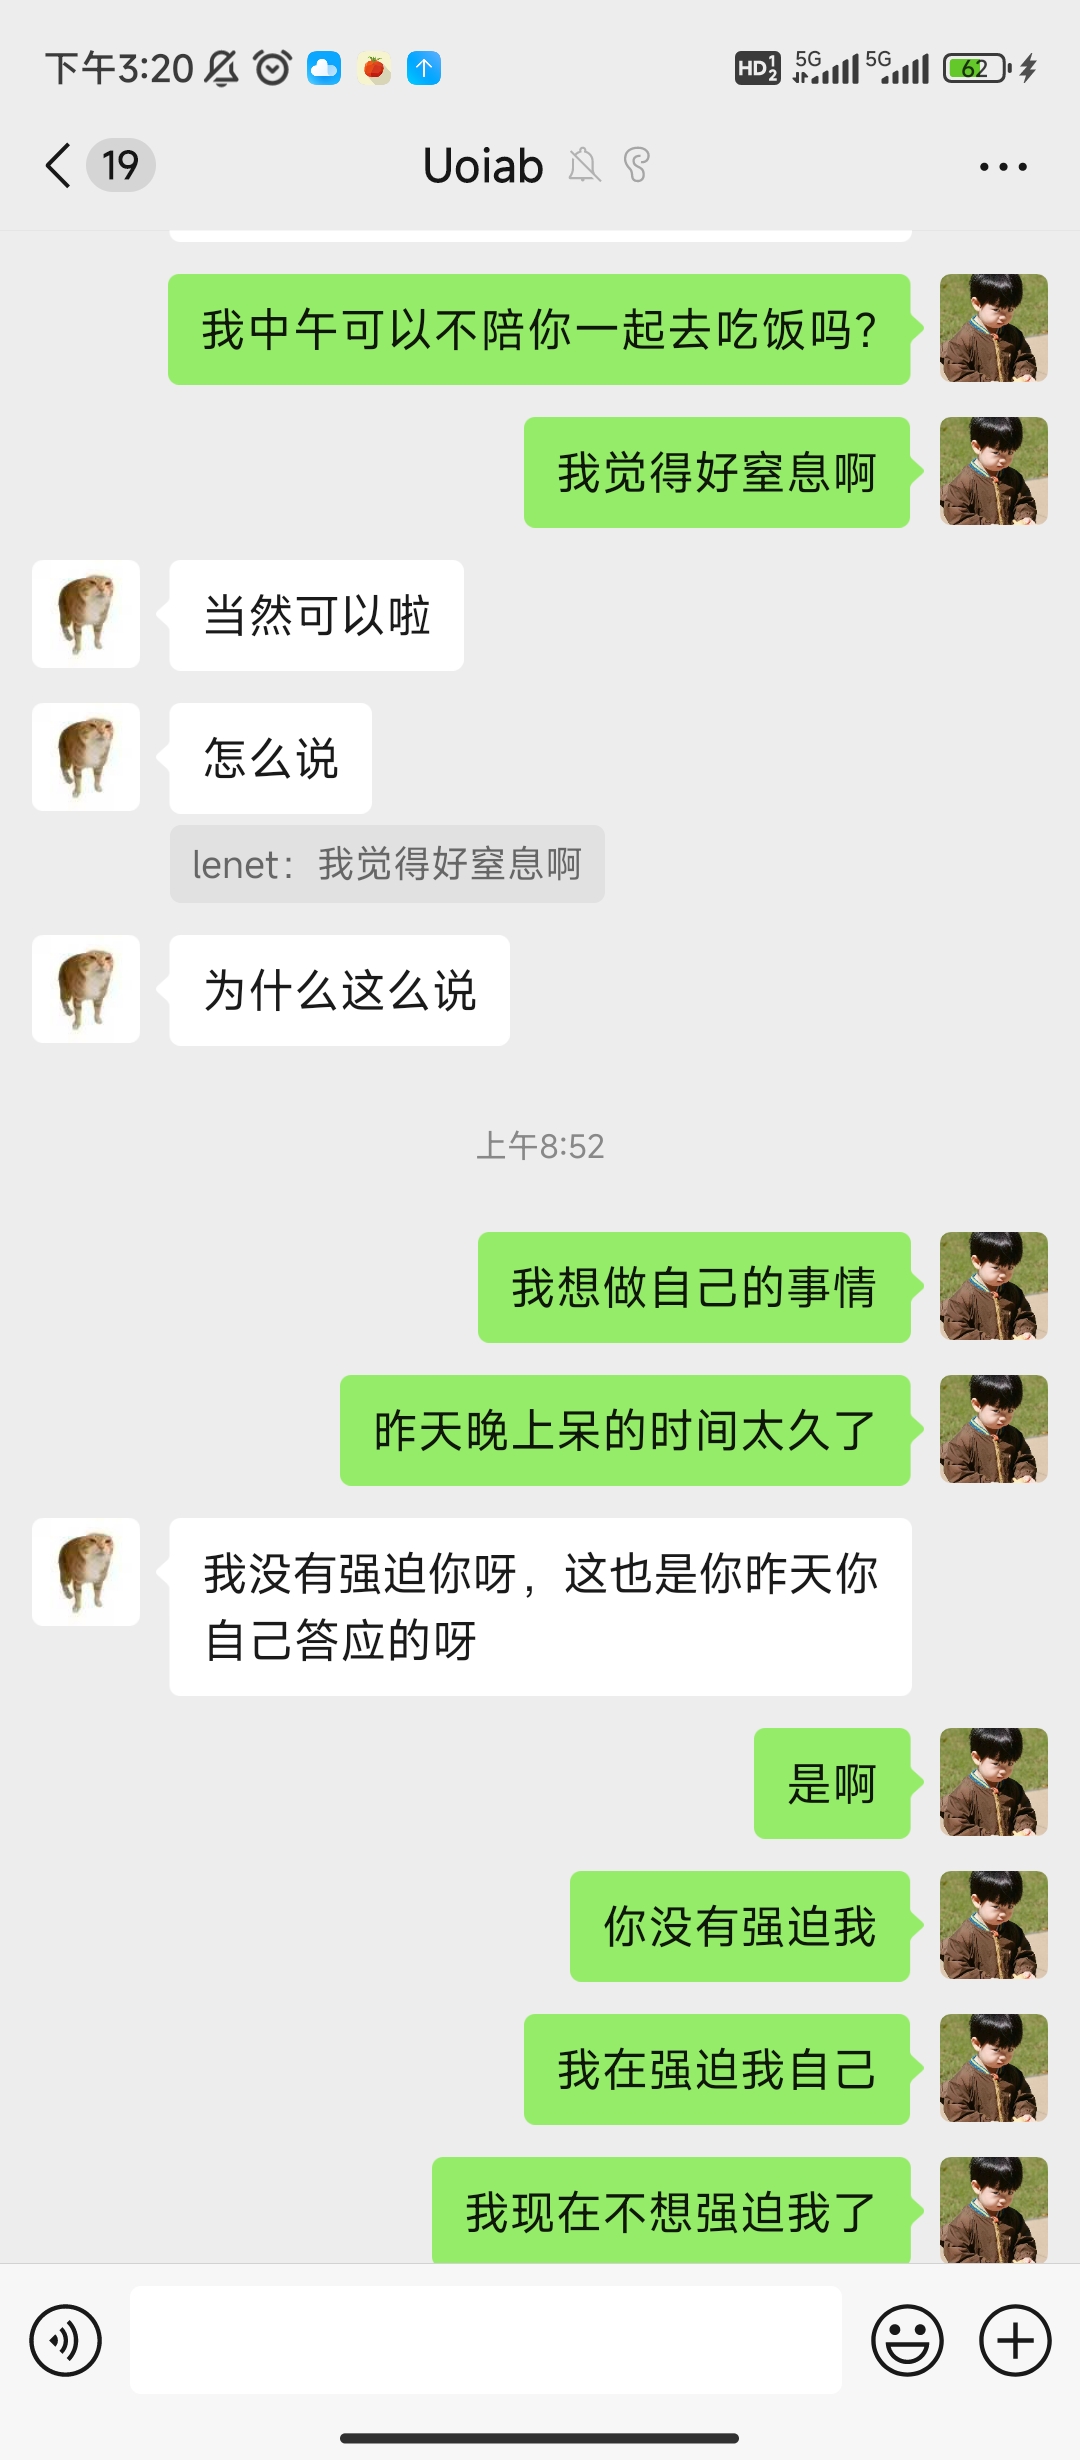 下午3:20
HD 1 2 5G 5G 62
19 Uoiab
我中午可以不陪你一起去吃饭吗?
我觉得好窒息啊
当然可以啦
怎么说
lenet：我觉得好窒息啊
为什么这么说
上午8:52
我想做自己的事情
昨天晚上呆的时间太久了
我没有强迫你呀，这也是你昨天你
自己答应的呀
是啊
你没有强迫我
我在强迫我自己
我现在不想强迫我了